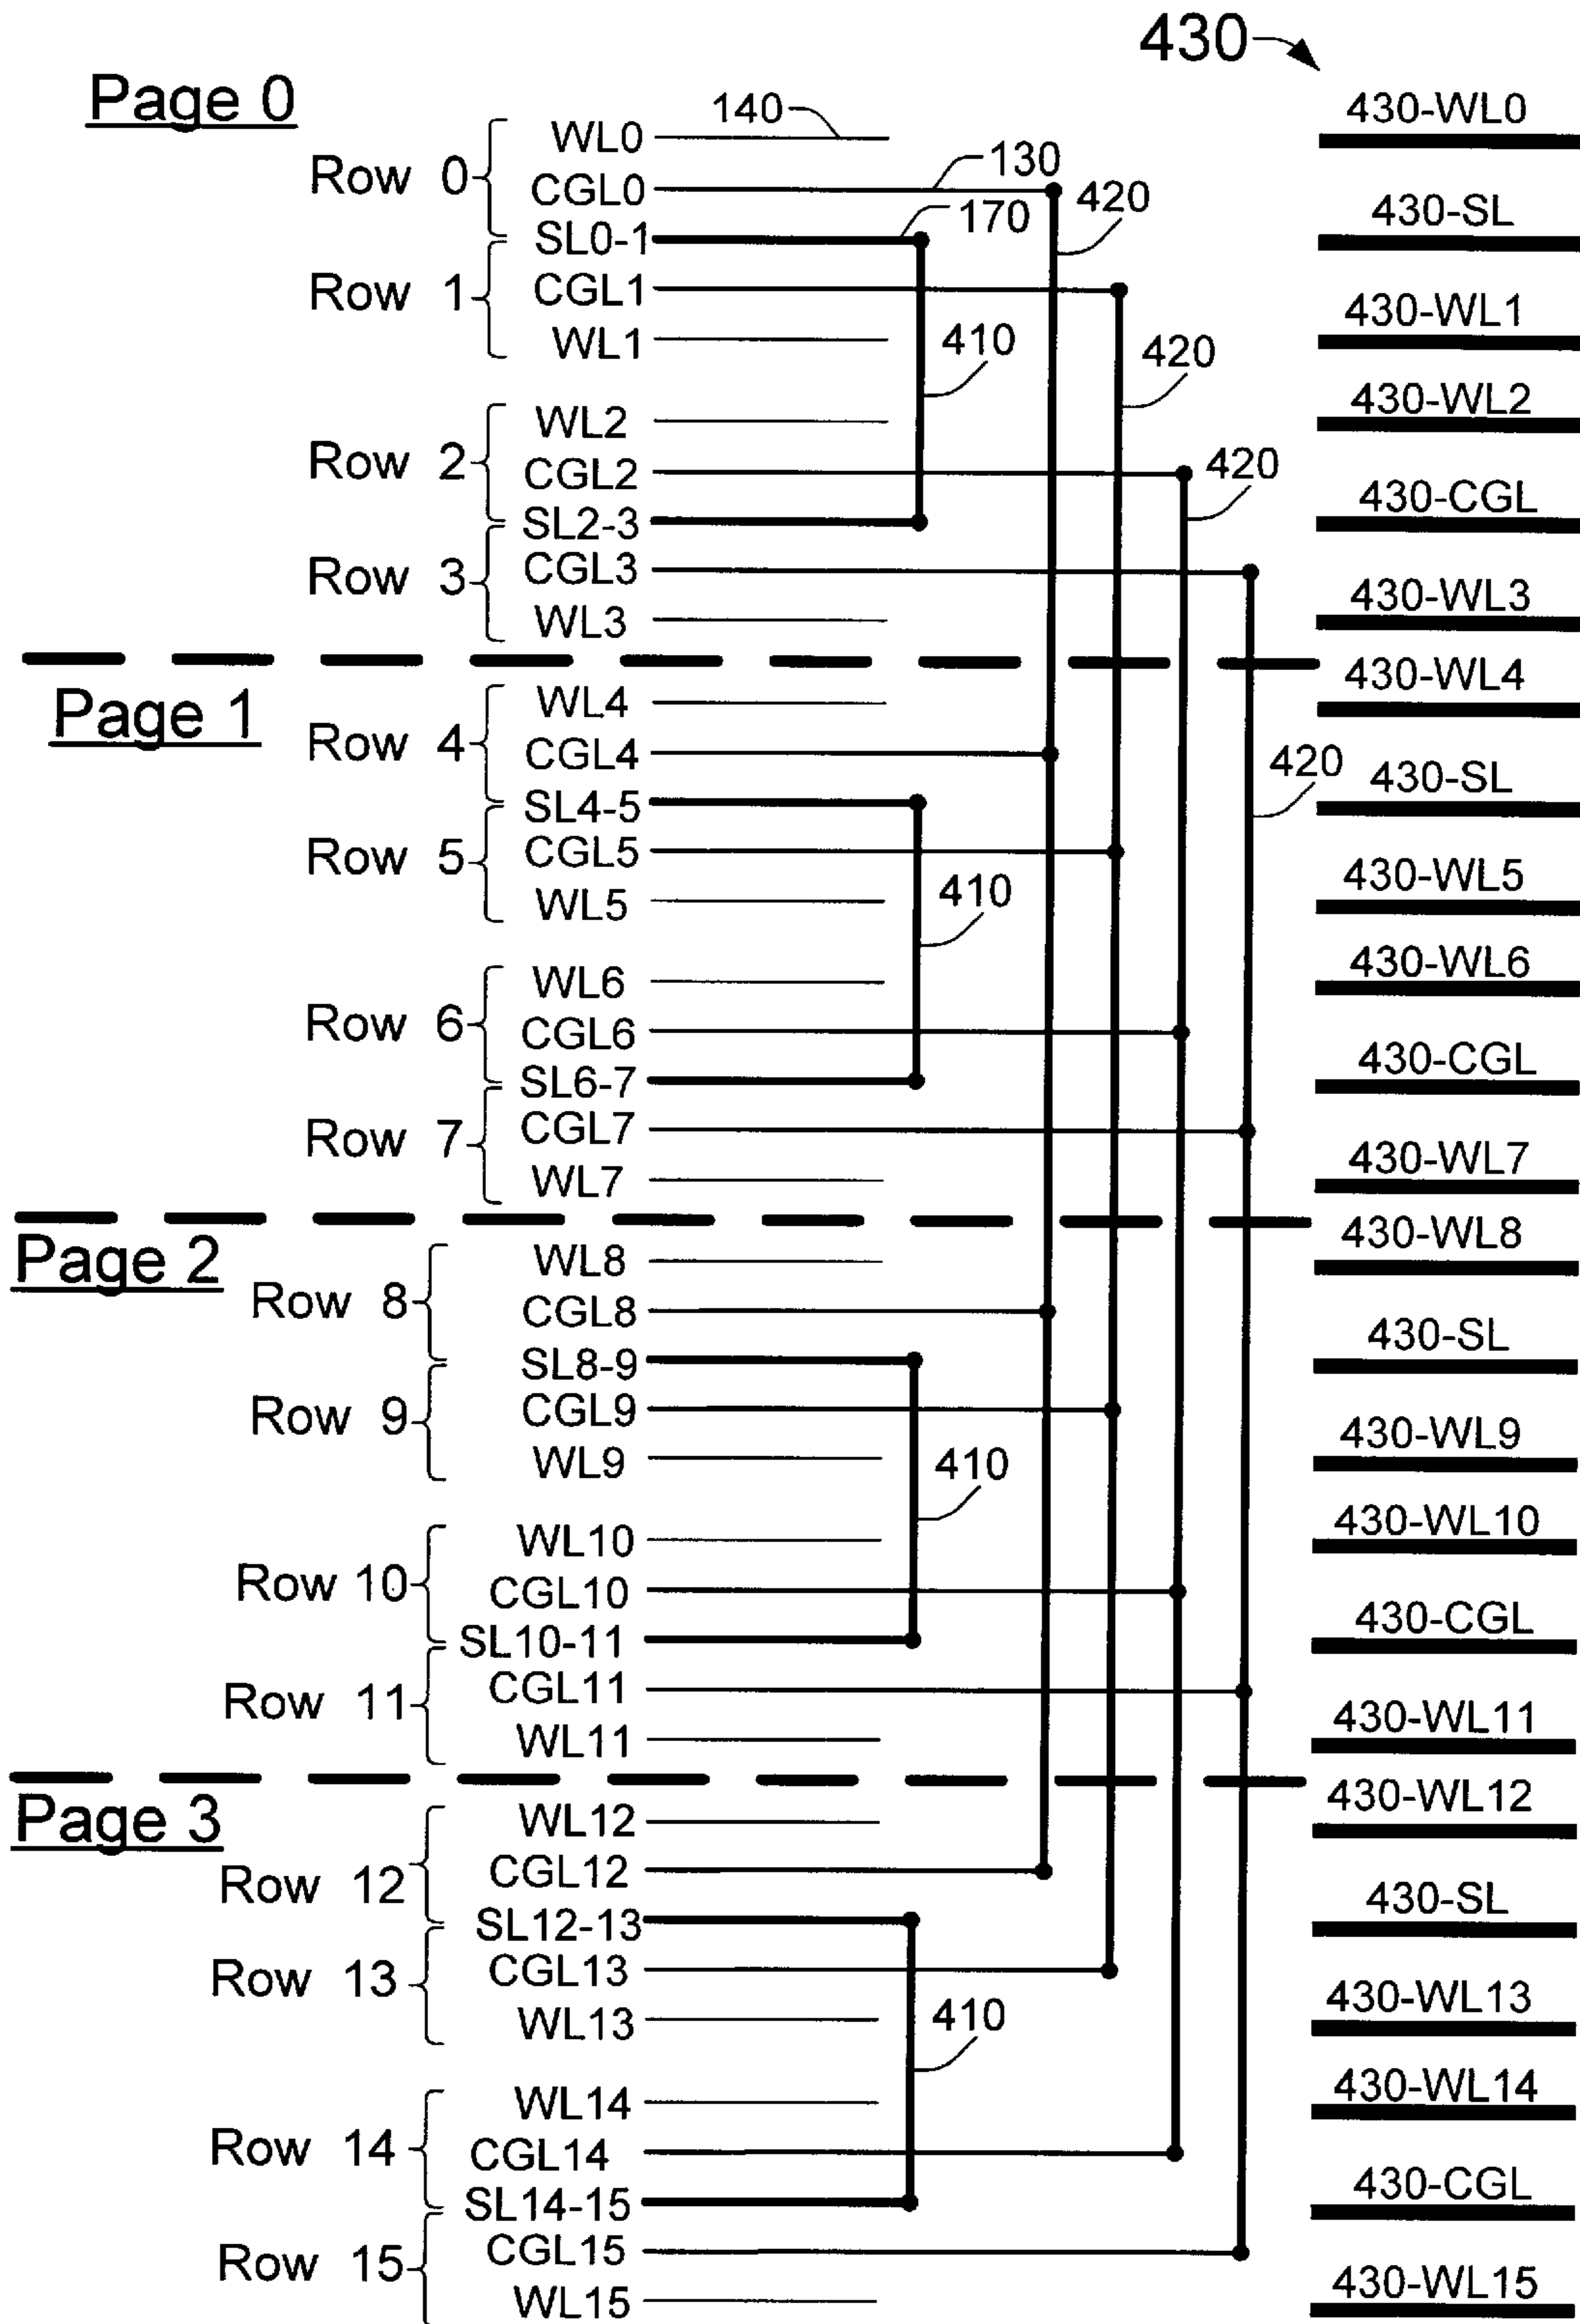 430
Page 0
140
430-WL0
WL0
Row 0
CGL0
130
420
SL0-1
170
430-SL
Row 1
CGL1
WL1
410
420
430-WL1
WL2
430-WL2
Row 2
CGL2
420
SL2-3
430-CGL
Row 3
CGL3
WL3
430-WL3
Page 1
WL4
430-WL4
Row 4
CGL4
420
SL4-5
430-SL
Row 5
CGL5
WL5
410
430-WL5
WL6
430-WL6
Row 6
CGL6
SL6-7
430-CGL
Row 7
CGL7
WL7
430-WL7
Page 2
WL8
430-WL8
Row 8
CGL8
SL8-9
430-SL
Row 9
CGL9
WL9
410
430-WL9
WL10
430-WL10
Row 10
CGL10
SL10-11
430-CGL
Row 11
CGL11
WL11
430-WL11
Page 3
WL12
430-WL12
Row 12
CGL12
SL12-13
430-SL
Row 13
CGL13
WL13
410
430-WL13
WL14
430-WL14
Row 14
CGL14
SL14-15
430-CGL
Row 15
CGL15
WL15
430-WL15